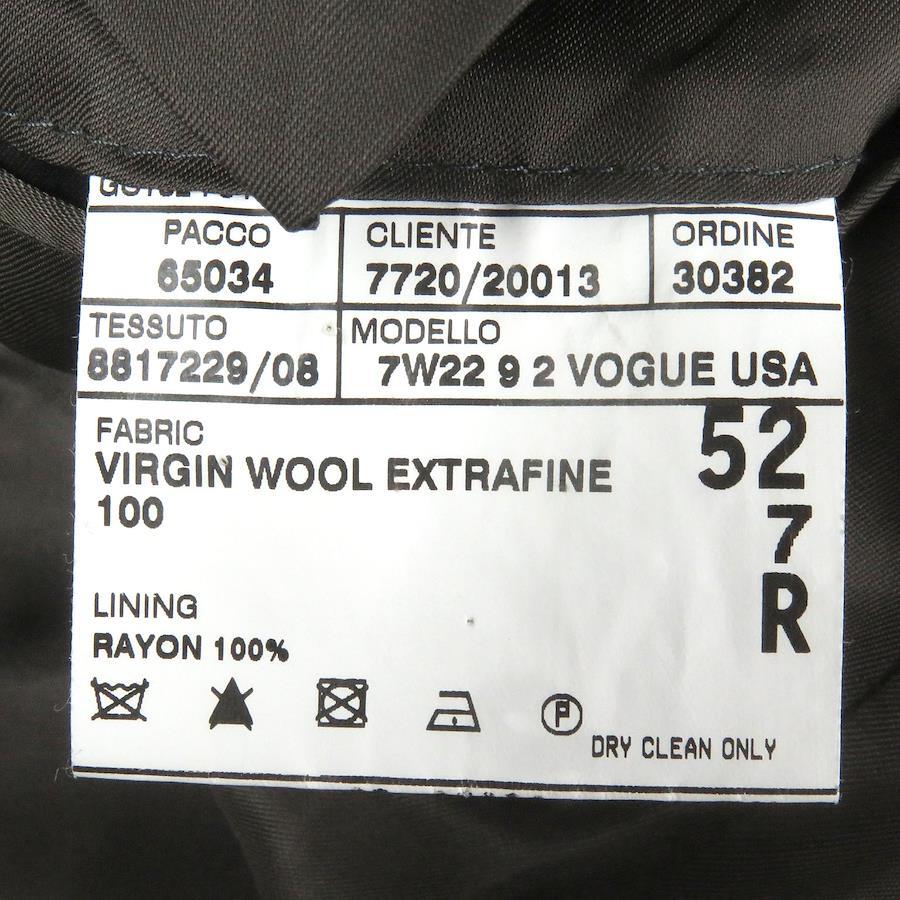 PACCO CLIENTE ORDINE
65034 7720/20013 30382
TESSUTO MODELLO
8817229/08 7W22 9 2 VOGUE USA
FABRIC 52
VIRGIN WOOL EXTRAFINE
100 7
R
LINING
RAYON 100%
P
DRY CLEAN ONLY